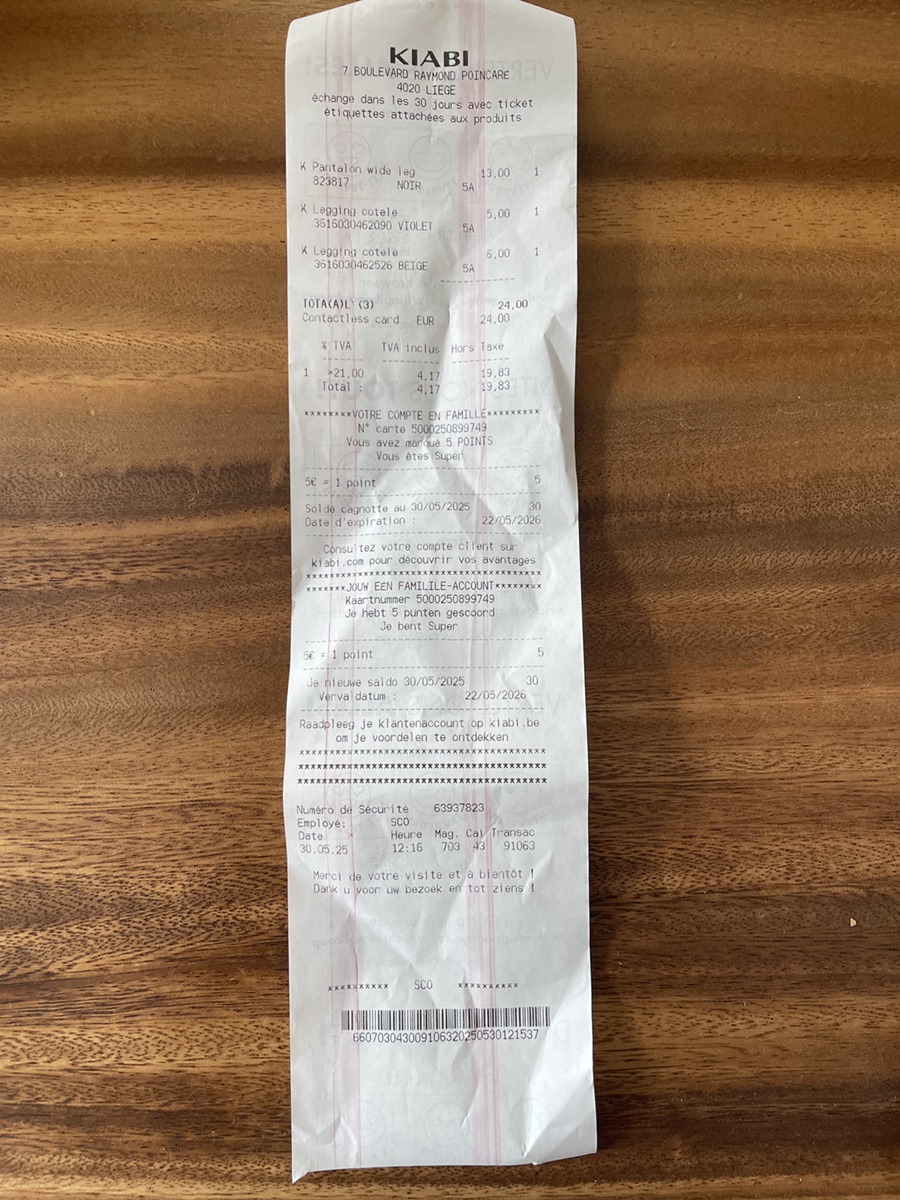 KIABI
7 BOULEVARD RAYMOND POINCARE
4020 LIEGE
échange dans les 30 jours avec ticket
étiquettes attachées aux produits
K Pantalon wide leg 13,00 1
823817 NOIR 5A
K Legging cotele 5,00 1
3616030462090 VIOLET 5A
K Legging cotele 6,00 1
3616030462526 BEIGE 5A
------------
TOTA(A)L (3) 24,00
Contactless card EUR 24,00
% TVA TVA inclus Hors Taxe
1 >21,00 4,17 19,83
Total : 4,17 19,83
********VOTRE COMPTE EN FAMILLE*********
N° carte 5000250899749
Vous avez marqué 5 POINTS
Vous êtes Super
5€ = 1 point 5
Solde cagnotte au 30/05/2025 30
Date d'expiration : 22/05/2026
Consultez votre compte client sur
kiabi.com pour découvrir vos avantages
****************************************
*******JOUW EEN FAMILILE-ACCOUNT********
Kaartnummer 5000250899749
Je hebt 5 punten gescoord
Je bent Super
5€ = 1 point 5
Je nieuwe saldo 30/05/2025 30
Vervaldatum : 22/05/2026
Raadpleeg je klantenaccount op kiabi.be
om je voordelen te ontdekken
****************************************
****************************************
****************************************
Numéro de Sécurité 63937823
Employé: SCO
Date Heure Mag. Cai Transac
30.05.25 12:16 703 43 91063
Merci de votre visite et à bientôt !
Dank u voor uw bezoek en tot ziens !
********** SCO **********
660703043009106320250530121537